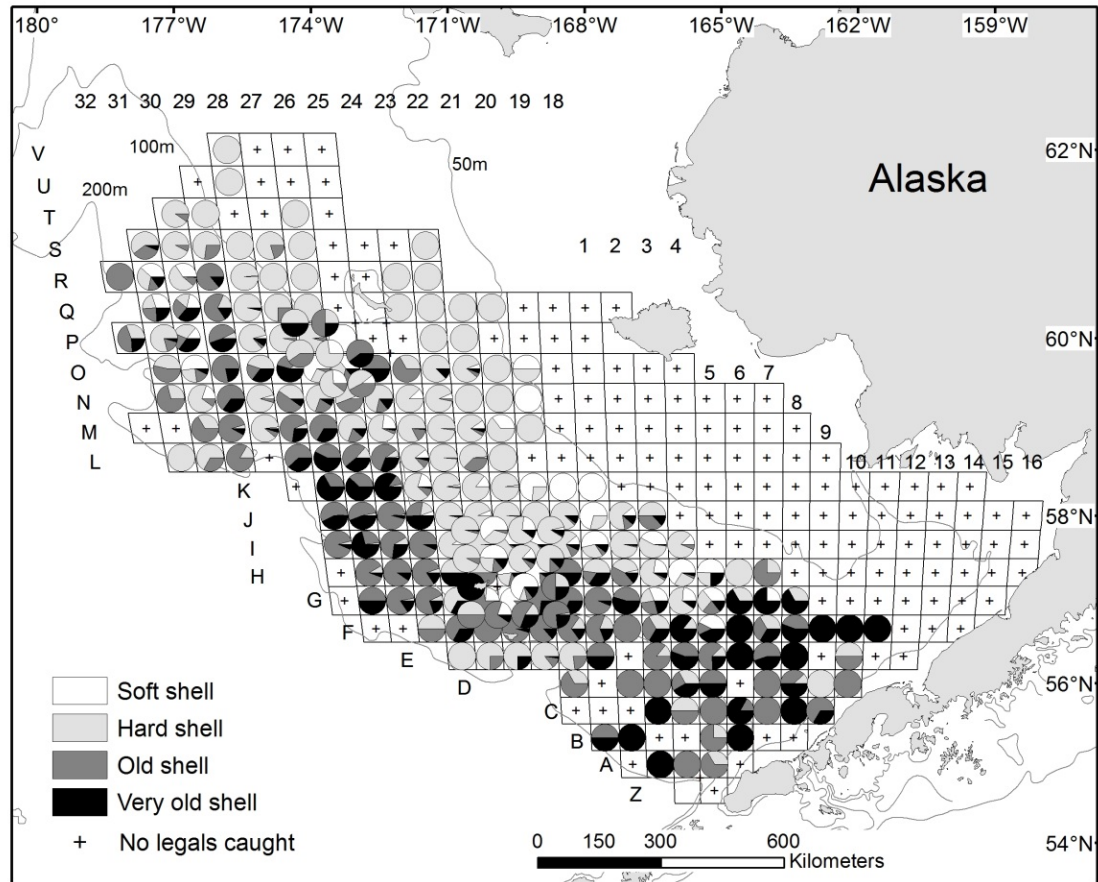 180° 177°W 174°W 171°W 168°W 165°W 162°W 159°W
32 31 30 29 28 27 26 25 24 23 22 21 20 19 18
100m
50m
62°W
V
U
200m
Alaska
T
S
1 2 3 4
R
Q
P
60°N
O
5 6 7
N
8
M
9
L
10 11 12 13 14 15 16
K
J
58°N
I
H
G
F
E
D
56°N
C
B
A
Z
54°N
Soft shell
Hard shell
Old shell
Very old shell
+ No legals caught
0 150 300 600
Kilometers